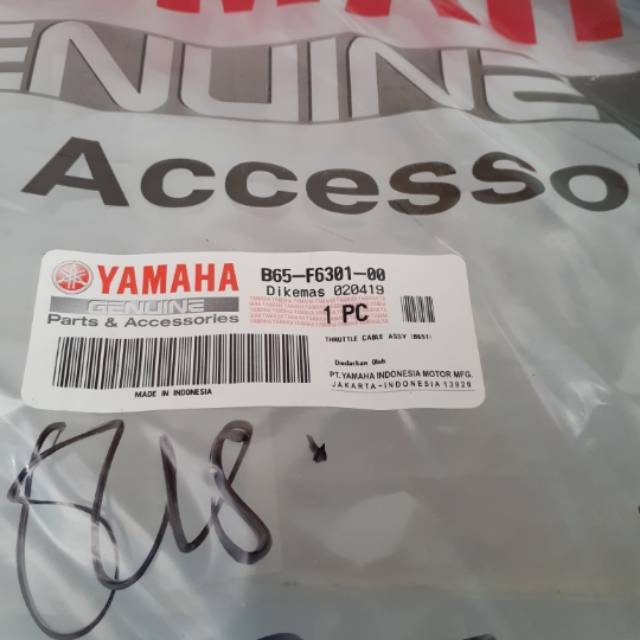 GENUINE
Accesso
YAMAHA
GENUINE
Parts & Accessories
B65-F6301-00
Dikemas 020419
1 PC
THROTTLE CABLE ASSY (B651)
Diedarkan Oleh
PT.YAMAHA INDONESIA MOTOR MFG.
JAKARTA-INDONESIA 13920
MADE IN INDONESIA